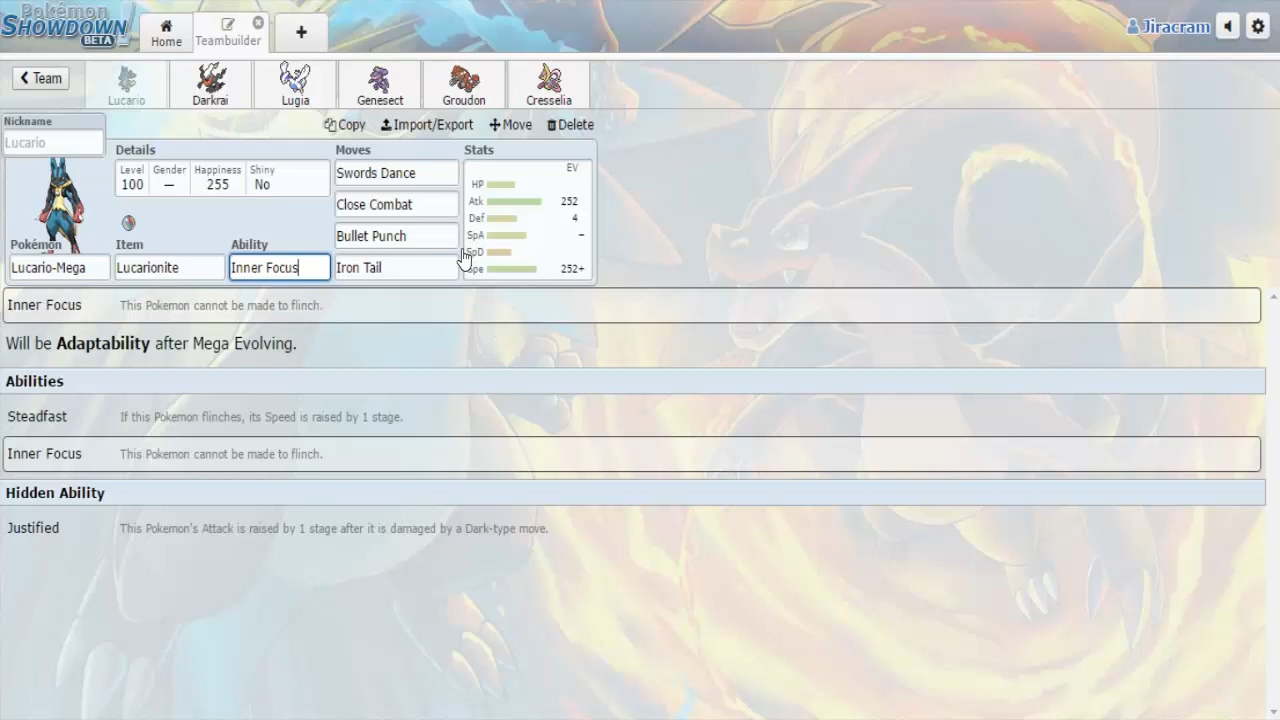 Pokémon
SHOWDOWN
BETA
Home
Teambuilder
+
Jiracram
Team
Lucario
Darkrai
Lugia
Genesect
Groudon
Cresselia
Copy Import/Export Move Delete
Nickname
Lucario
Details
Level Gender Happiness Shiny
100 — 255 No
Pokémon
Lucario-Mega
Item
Lucarionite
Ability
Inner Focus
Moves
Swords Dance
Close Combat
Bullet Punch
Iron Tail
Stats
EV
HP
Atk 252
Def 4
SpA –
SpD
Spe 252+
Inner Focus This Pokemon cannot be made to flinch.
Will be Adaptability after Mega Evolving.
Abilities
Steadfast If this Pokemon flinches, its Speed is raised by 1 stage.
Inner Focus This Pokemon cannot be made to flinch.
Hidden Ability
Justified This Pokemon's Attack is raised by 1 stage after it is damaged by a Dark-type move.